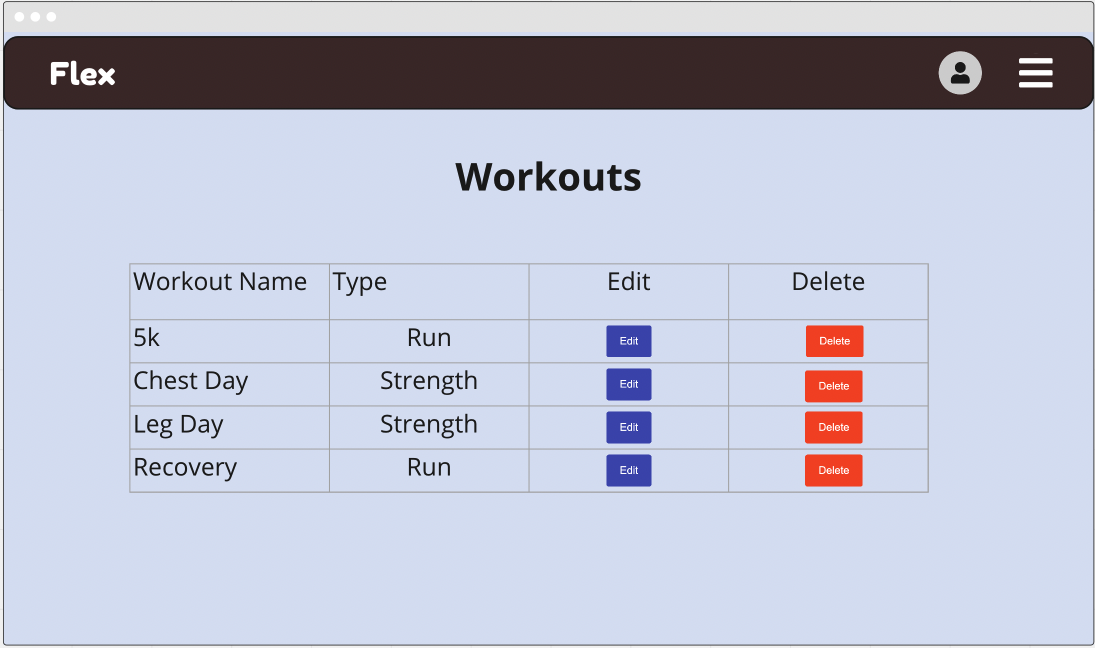 Flex
Workouts
Workout Name Type Edit Delete
5k Run Edit Delete
Chest Day Strength Edit Delete
Leg Day Strength Edit Delete
Recovery Run Edit Delete